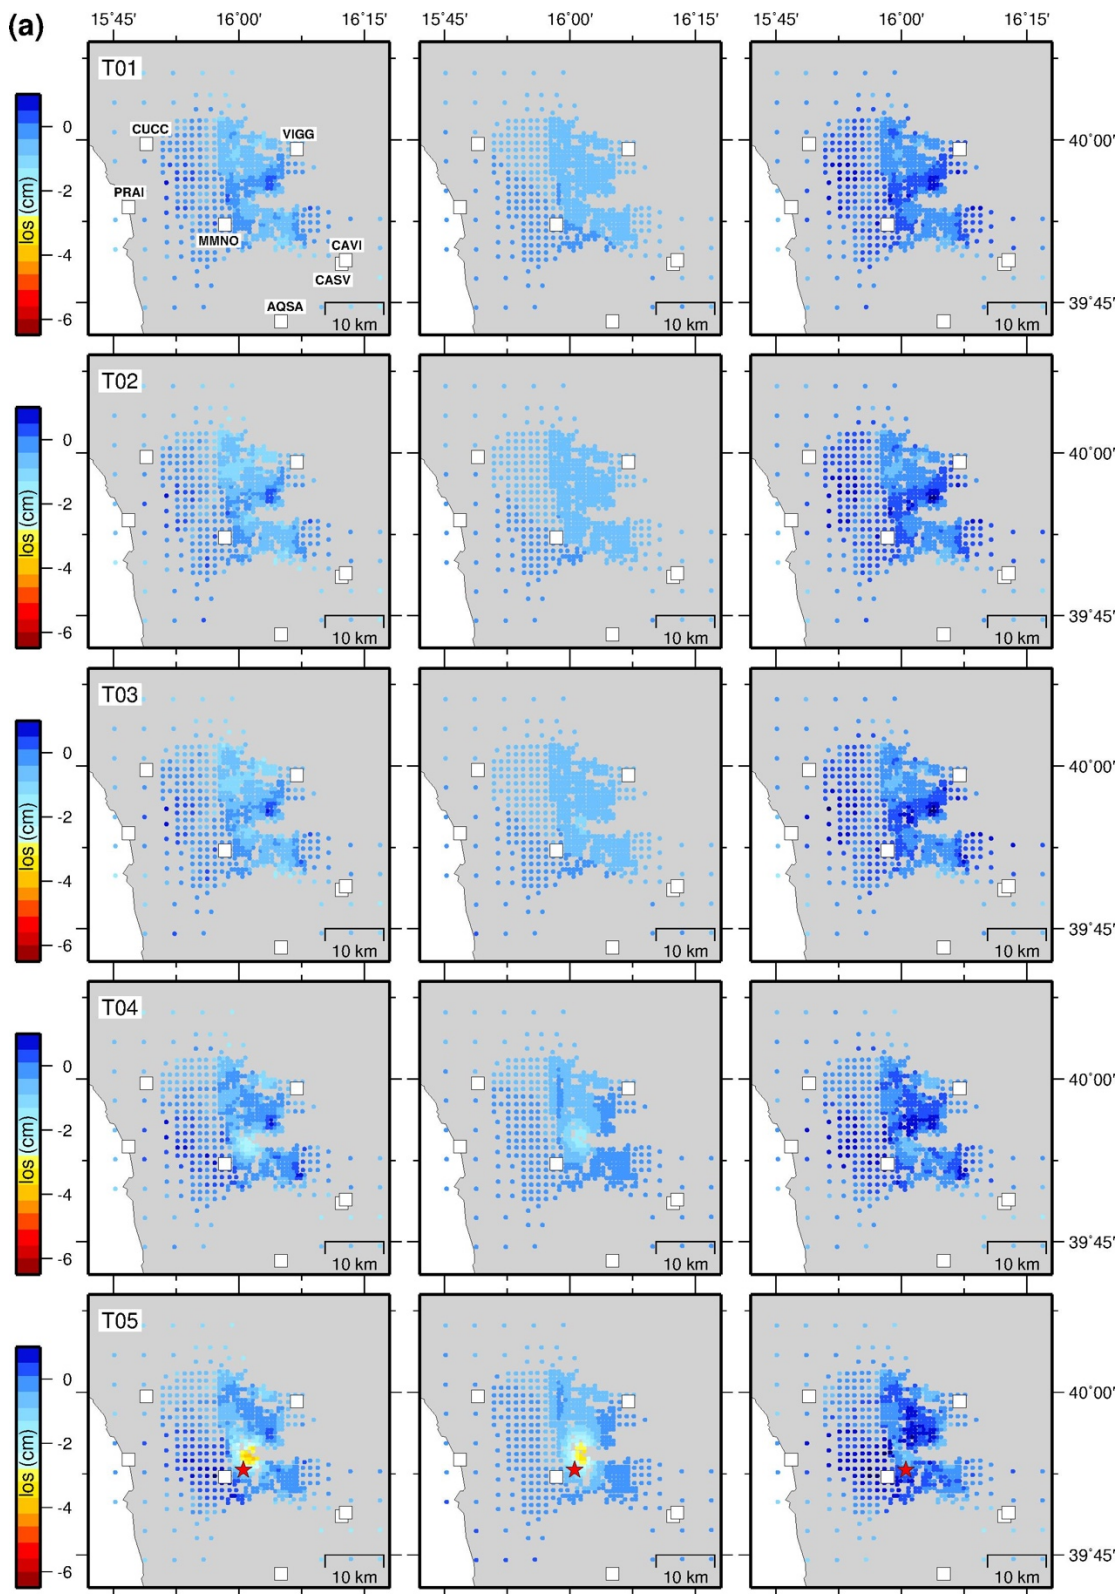 (a)
15°45' 16°00' 16°15' 15°45' 16°00' 16°15' 15°45' 16°00' 16°15'
T01
CUCC
VIGG
PRAI
MMNO
CAVI
CASV
AQSA
10 km
10 km
10 km
0
-2
-4
-6
los (cm)
40°00'
39°45'
T02
10 km
10 km
10 km
0
-2
-4
-6
los (cm)
40°00'
39°45'
T03
10 km
10 km
10 km
0
-2
-4
-6
los (cm)
40°00'
39°45'
T04
10 km
10 km
10 km
0
-2
-4
-6
los (cm)
40°00'
39°45'
T05
10 km
10 km
10 km
0
-2
-4
-6
los (cm)
40°00'
39°45'